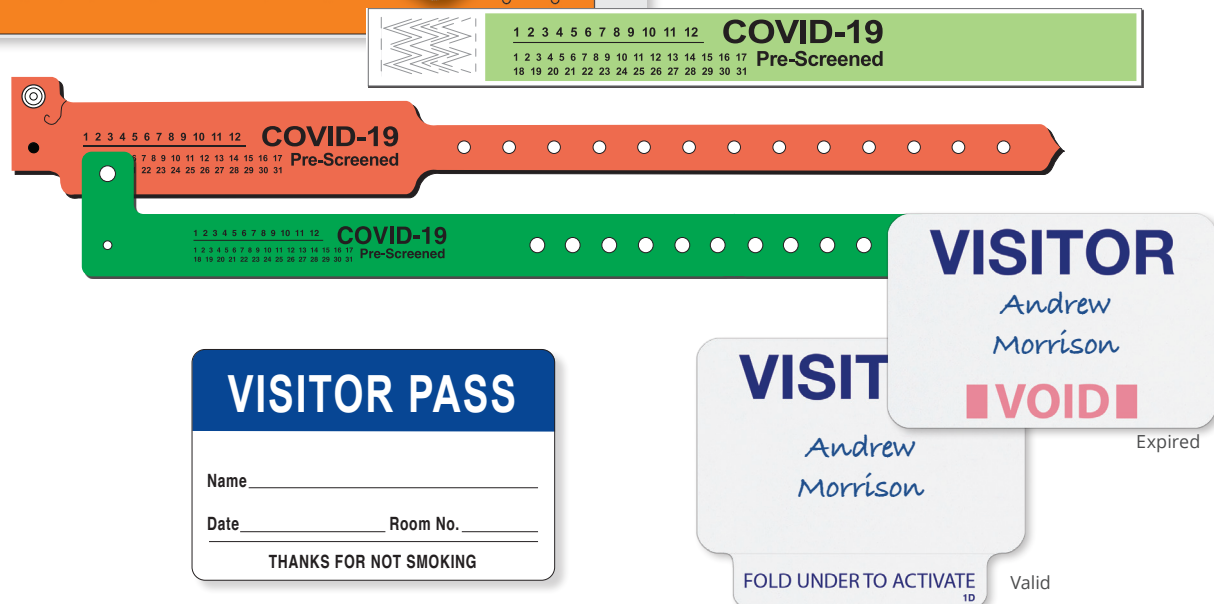 1 2 3 4 5 6 7 8 9 10 11 12
COVID-19
1 2 3 4 5 6 7 8 9 10 11 12 13 14 15 16 17
Pre-Screened
18 19 20 21 22 23 24 25 26 27 28 29 30 31
1 2 3 4 5 6 7 8 9 10 11 12
COVID-19
7 8 9 10 11 12 13 14 15 16 17
Pre-Screened
22 23 24 25 26 27 28 29 30 31
1 2 3 4 5 6 7 8 9 10 11 12
COVID-19
1 2 3 4 5 6 7 8 9 10 11 12 13 14 15 16 17
Pre-Screened
18 19 20 21 22 23 24 25 26 27 28 29 30 31
VISITOR
Andrew
Morrison
VOID
Expired
VISITOR PASS
Name
Date Room No.
THANKS FOR NOT SMOKING
VISIT
Andrew
Morrison
FOLD UNDER TO ACTIVATE
1D
Valid